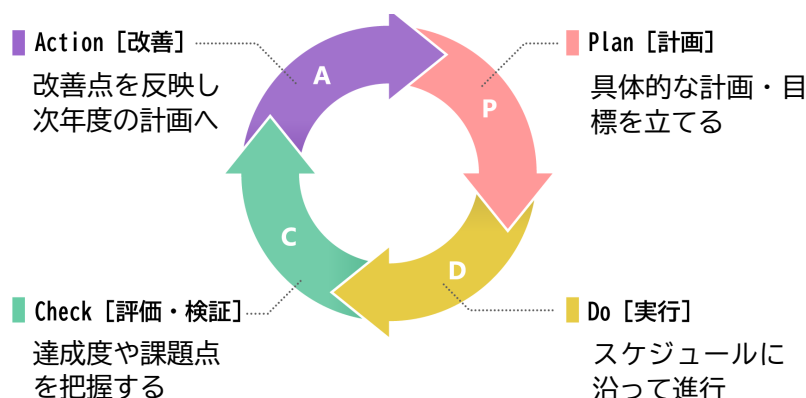 Action［改善］
改善点を反映し
次年度の計画へ
A
Plan［計画］
具体的な計画・目
標を立てる
P
C
D
Check［評価・検証］
達成度や課題点
を把握する
Do［実行］
スケジュールに
沿って進行